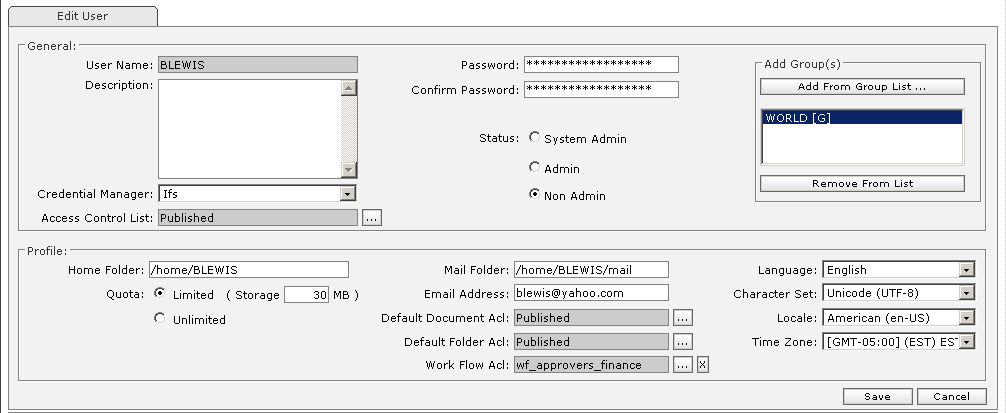 Edit User
General:
User Name: BLEWIS
Description:
Credential Manager: Ifs
Access Control List: Published ...
Password: ******************
Confirm Password: ******************
Status: System Admin
Admin
Non Admin
Add Group(s)
Add From Group List ...
WORLD [G]
Remove From List
Profile:
Home Folder: /home/BLEWIS
Quota: Limited ( Storage 30 MB )
Unlimited
Mail Folder: /home/BLEWIS/mail
Email Address: blewis@yahoo.com
Default Document Acl: Published ...
Default Folder Acl: Published ...
Work Flow Acl: wf_approvers_finance ... X
Language: English
Character Set: Unicode (UTF-8)
Locale: American (en-US)
Time Zone: [GMT-05:00] (EST) EST
Save Cancel